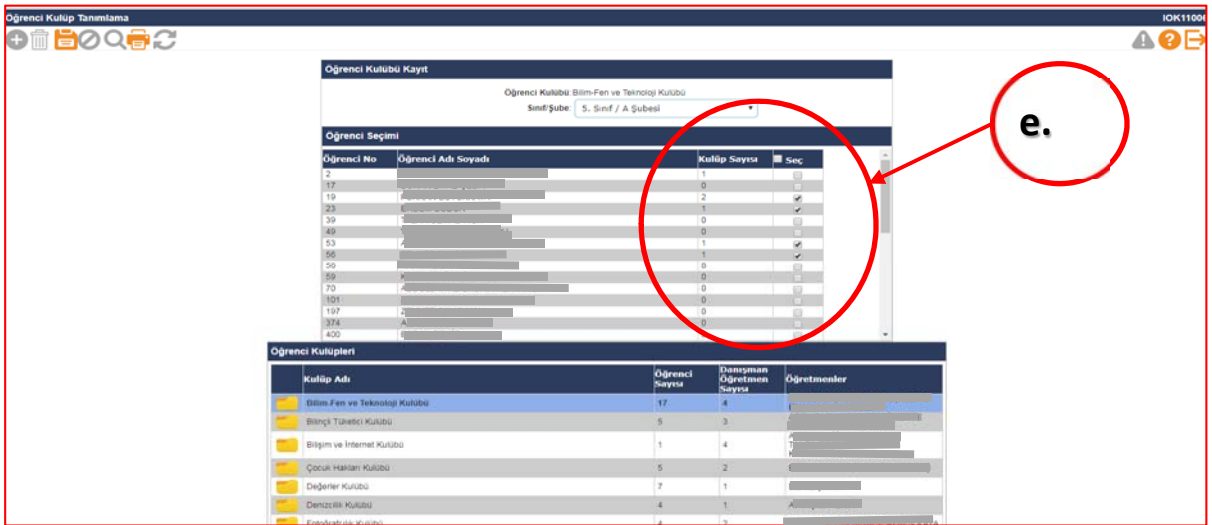 Öğrenci Kulüp Tanımlama IOK1100
Öğrenci Kulübü Kayıt
Öğrenci Kulübü: Bilim-Fen ve Teknoloji Kulübü
Sınıf/Şube: 5. Sınıf / A Şubesi
e.
Öğrenci Seçimi
Öğrenci No Öğrenci Adı Soyadı Kulüp Sayısı Seç
2 1
17 0
19 2
23 1
39 0
49 0
53 1
56 1
56 0
59 0
70 0
101 0
197 0
374 0
400
Öğrenci Kulüpleri
Kulüp Adı Öğrenci Sayısı Danışman Öğretmen Sayısı Öğretmenler
Bilim-Fen ve Teknoloji Kulübü 17 4
Bilinçli Tüketici Kulübü 5 3
Bilişim ve İnternet Kulübü 1 4
Çocuk Hakları Kulübü 5 2
Değerler Kulübü 7 1
Denizcilik Kulübü 4 1
Fotoğrafçılık Kulübü 4 2